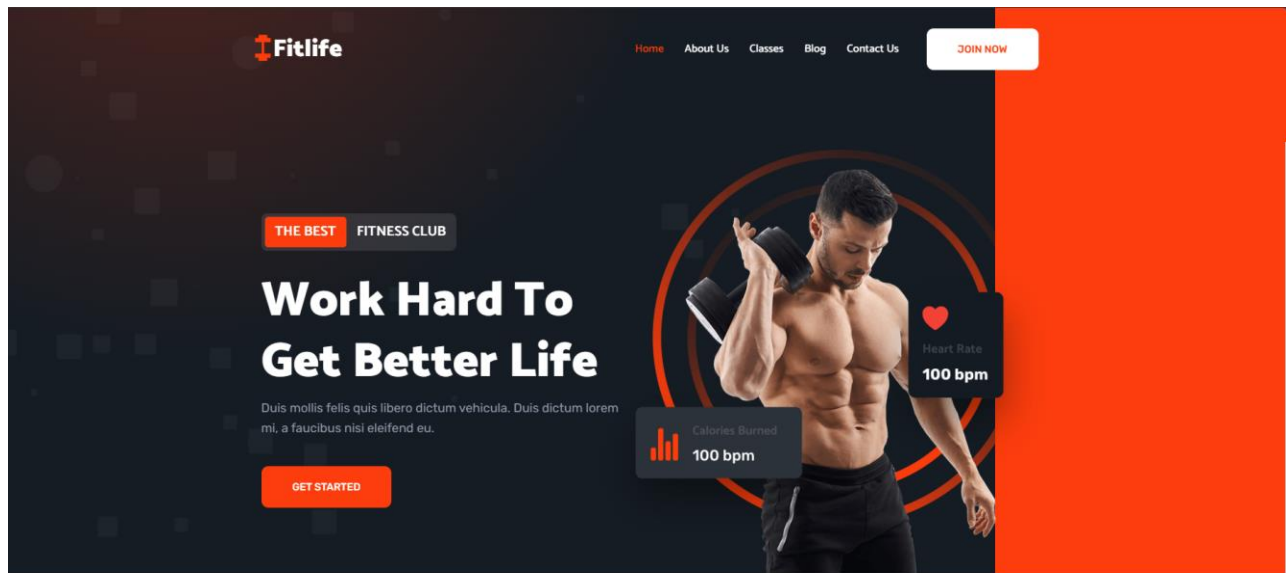 Fitlife
Home About Us Classes Blog Contact Us JOIN NOW
THE BEST FITNESS CLUB
Work Hard To
Get Better Life
Duis mollis felis quis libero dictum vehicula. Duis dictum lorem
mi, a faucibus nisi eleifend eu.
GET STARTED
Heart Rate
100 bpm
Calories Burned
100 bpm